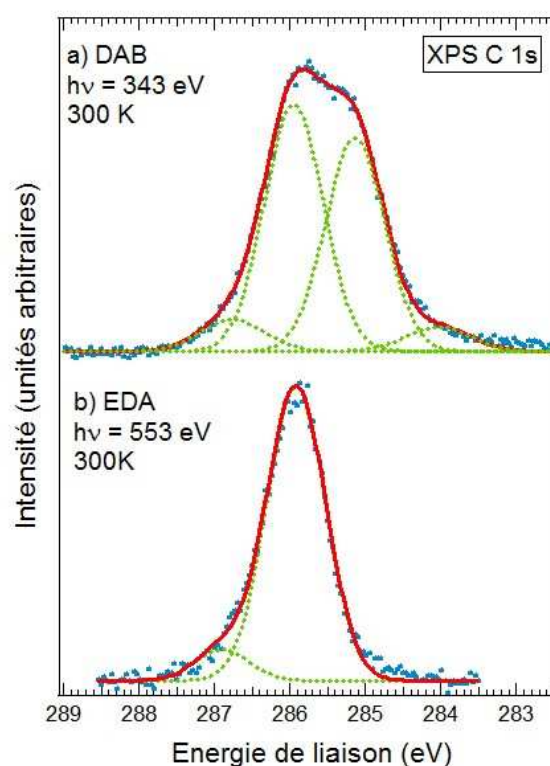 a) DAB
hν = 343 eV
300 K
XPS C 1s
b) EDA
hν = 553 eV
300K
Intensité (unités arbitraires)
289 288 287 286 285 284 283
Energie de liaison (eV)